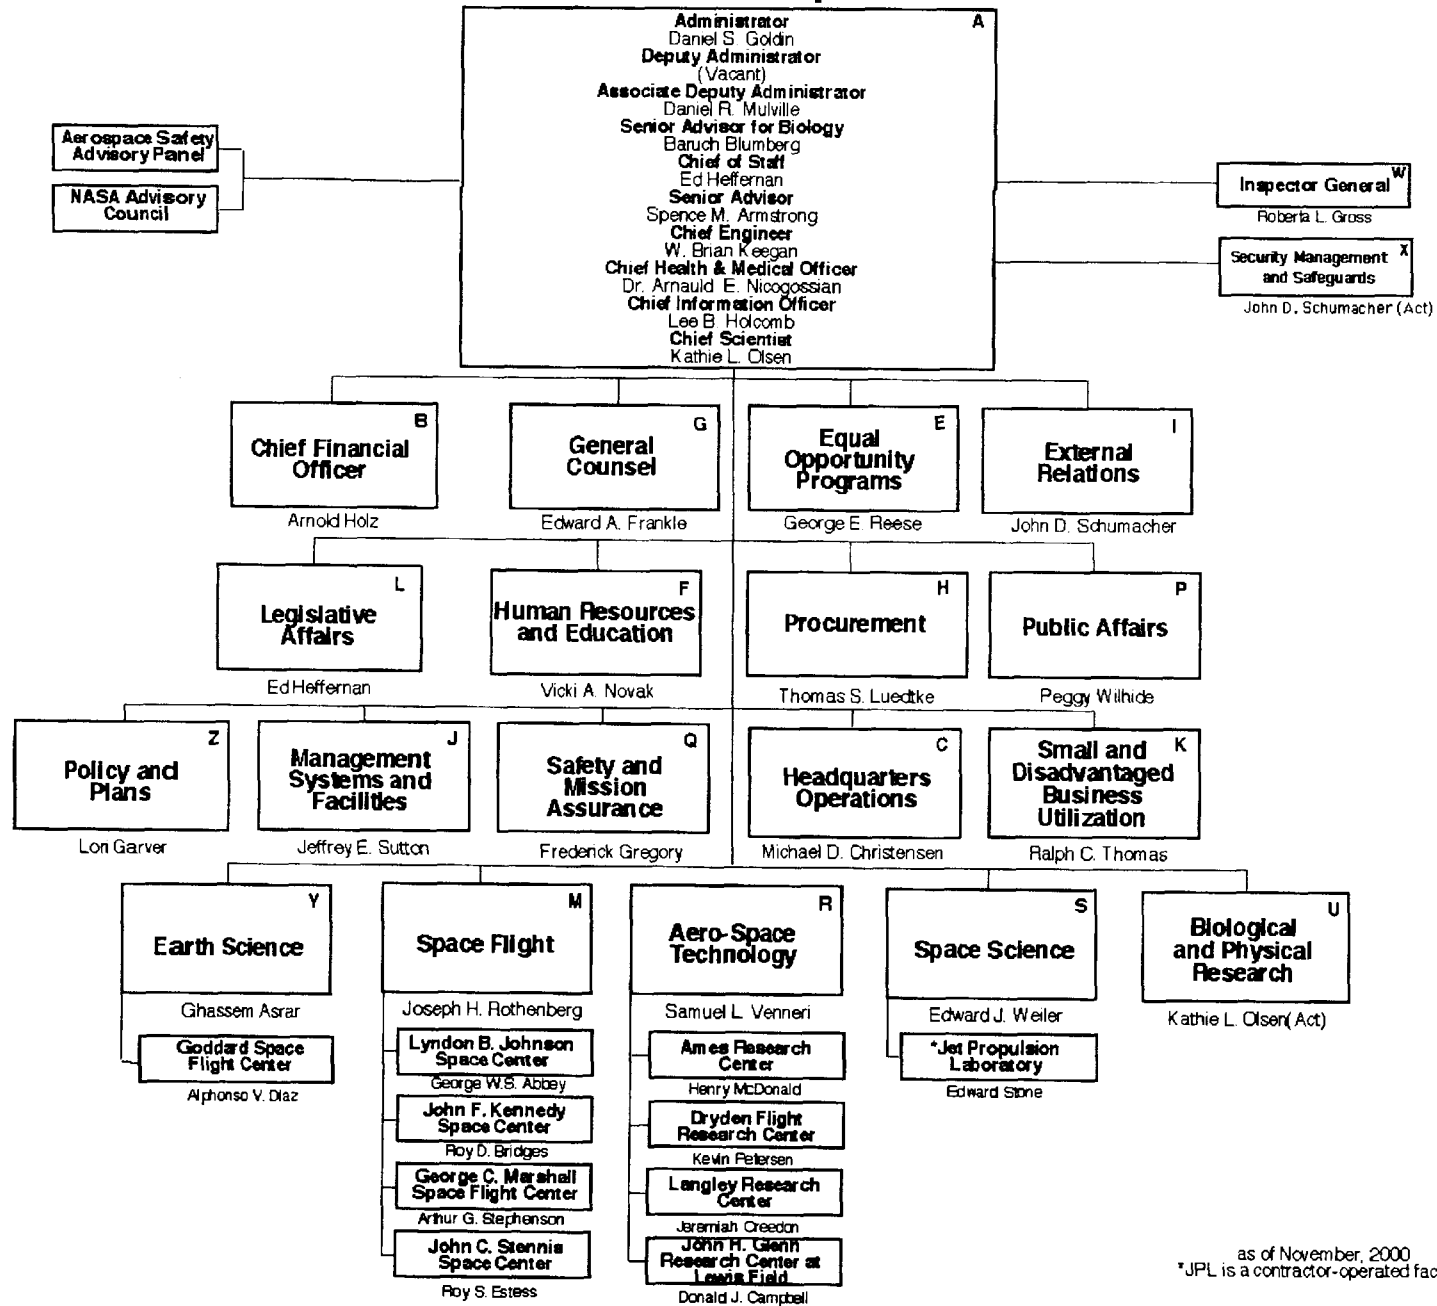 A
Administrator
Daniel S. Goldin
Deputy Administrator
(Vacant)
Associate Deputy Administrator
Daniel R. Mulville
Senior Advisor for Biology
Baruch Blumberg
Chief of Staff
Ed Heffernan
Senior Advisor
Spence M. Armstrong
Chief Engineer
W. Brian Keegan
Chief Health & Medical Officer
Dr. Arnauld E. Nicogossian
Chief Information Officer
Lee B. Holcomb
Chief Scientist
Kathie L. Olsen
Aerospace Safety
Advisory Panel
NASA Advisory
Council
W
Inspector General
Roberta L. Gross
X
Security Management
and Safeguards
John D. Schumacher (Act)
B
Chief Financial
Officer
Arnold Holz
G
General
Counsel
Edward A. Frankle
E
Equal
Opportunity
Programs
George E. Reese
I
External
Relations
John D. Schumacher
L
Legislative
Affairs
Ed Heffernan
F
Human Resources
and Education
Vicki A. Novak
H
Procurement
Thomas S. Luedtke
P
Public Affairs
Peggy Wilhide
Z
Policy and
Plans
Lori Garver
J
Management
Systems and
Facilities
Jeffrey E. Sutton
Q
Safety and
Mission
Assurance
Frederick Gregory
C
Headquarters
Operations
Michael D. Christensen
K
Small and
Disadvantaged
Business
Utilization
Ralph C. Thomas
Y
Earth Science
Ghassem Asrar
Goddard Space
Flight Center
Alphonso V. Diaz
M
Space Flight
Joseph H. Rothenberg
Lyndon B. Johnson
Space Center
George W.S. Abbey
John F. Kennedy
Space Center
Roy D. Bridges
George C. Marshall
Space Flight Center
Arthur G. Stephenson
John C. Stennis
Space Center
Roy S. Estess
R
Aero-Space
Technology
Samuel L. Venneri
Ames Research
Center
Henry McDonald
Dryden Flight
Research Center
Kevin Petersen
Langley Research
Center
Jeremiah Creedon
John H. Glenn
Research Center at
Lewis Field
Donald J. Campbell
S
Space Science
Edward J. Weiler
*Jet Propulsion
Laboratory
Edward Stone
U
Biological
and Physical
Research
Kathie L. Olsen(Act)
as of November, 2000
*JPL is a contractor-operated fac